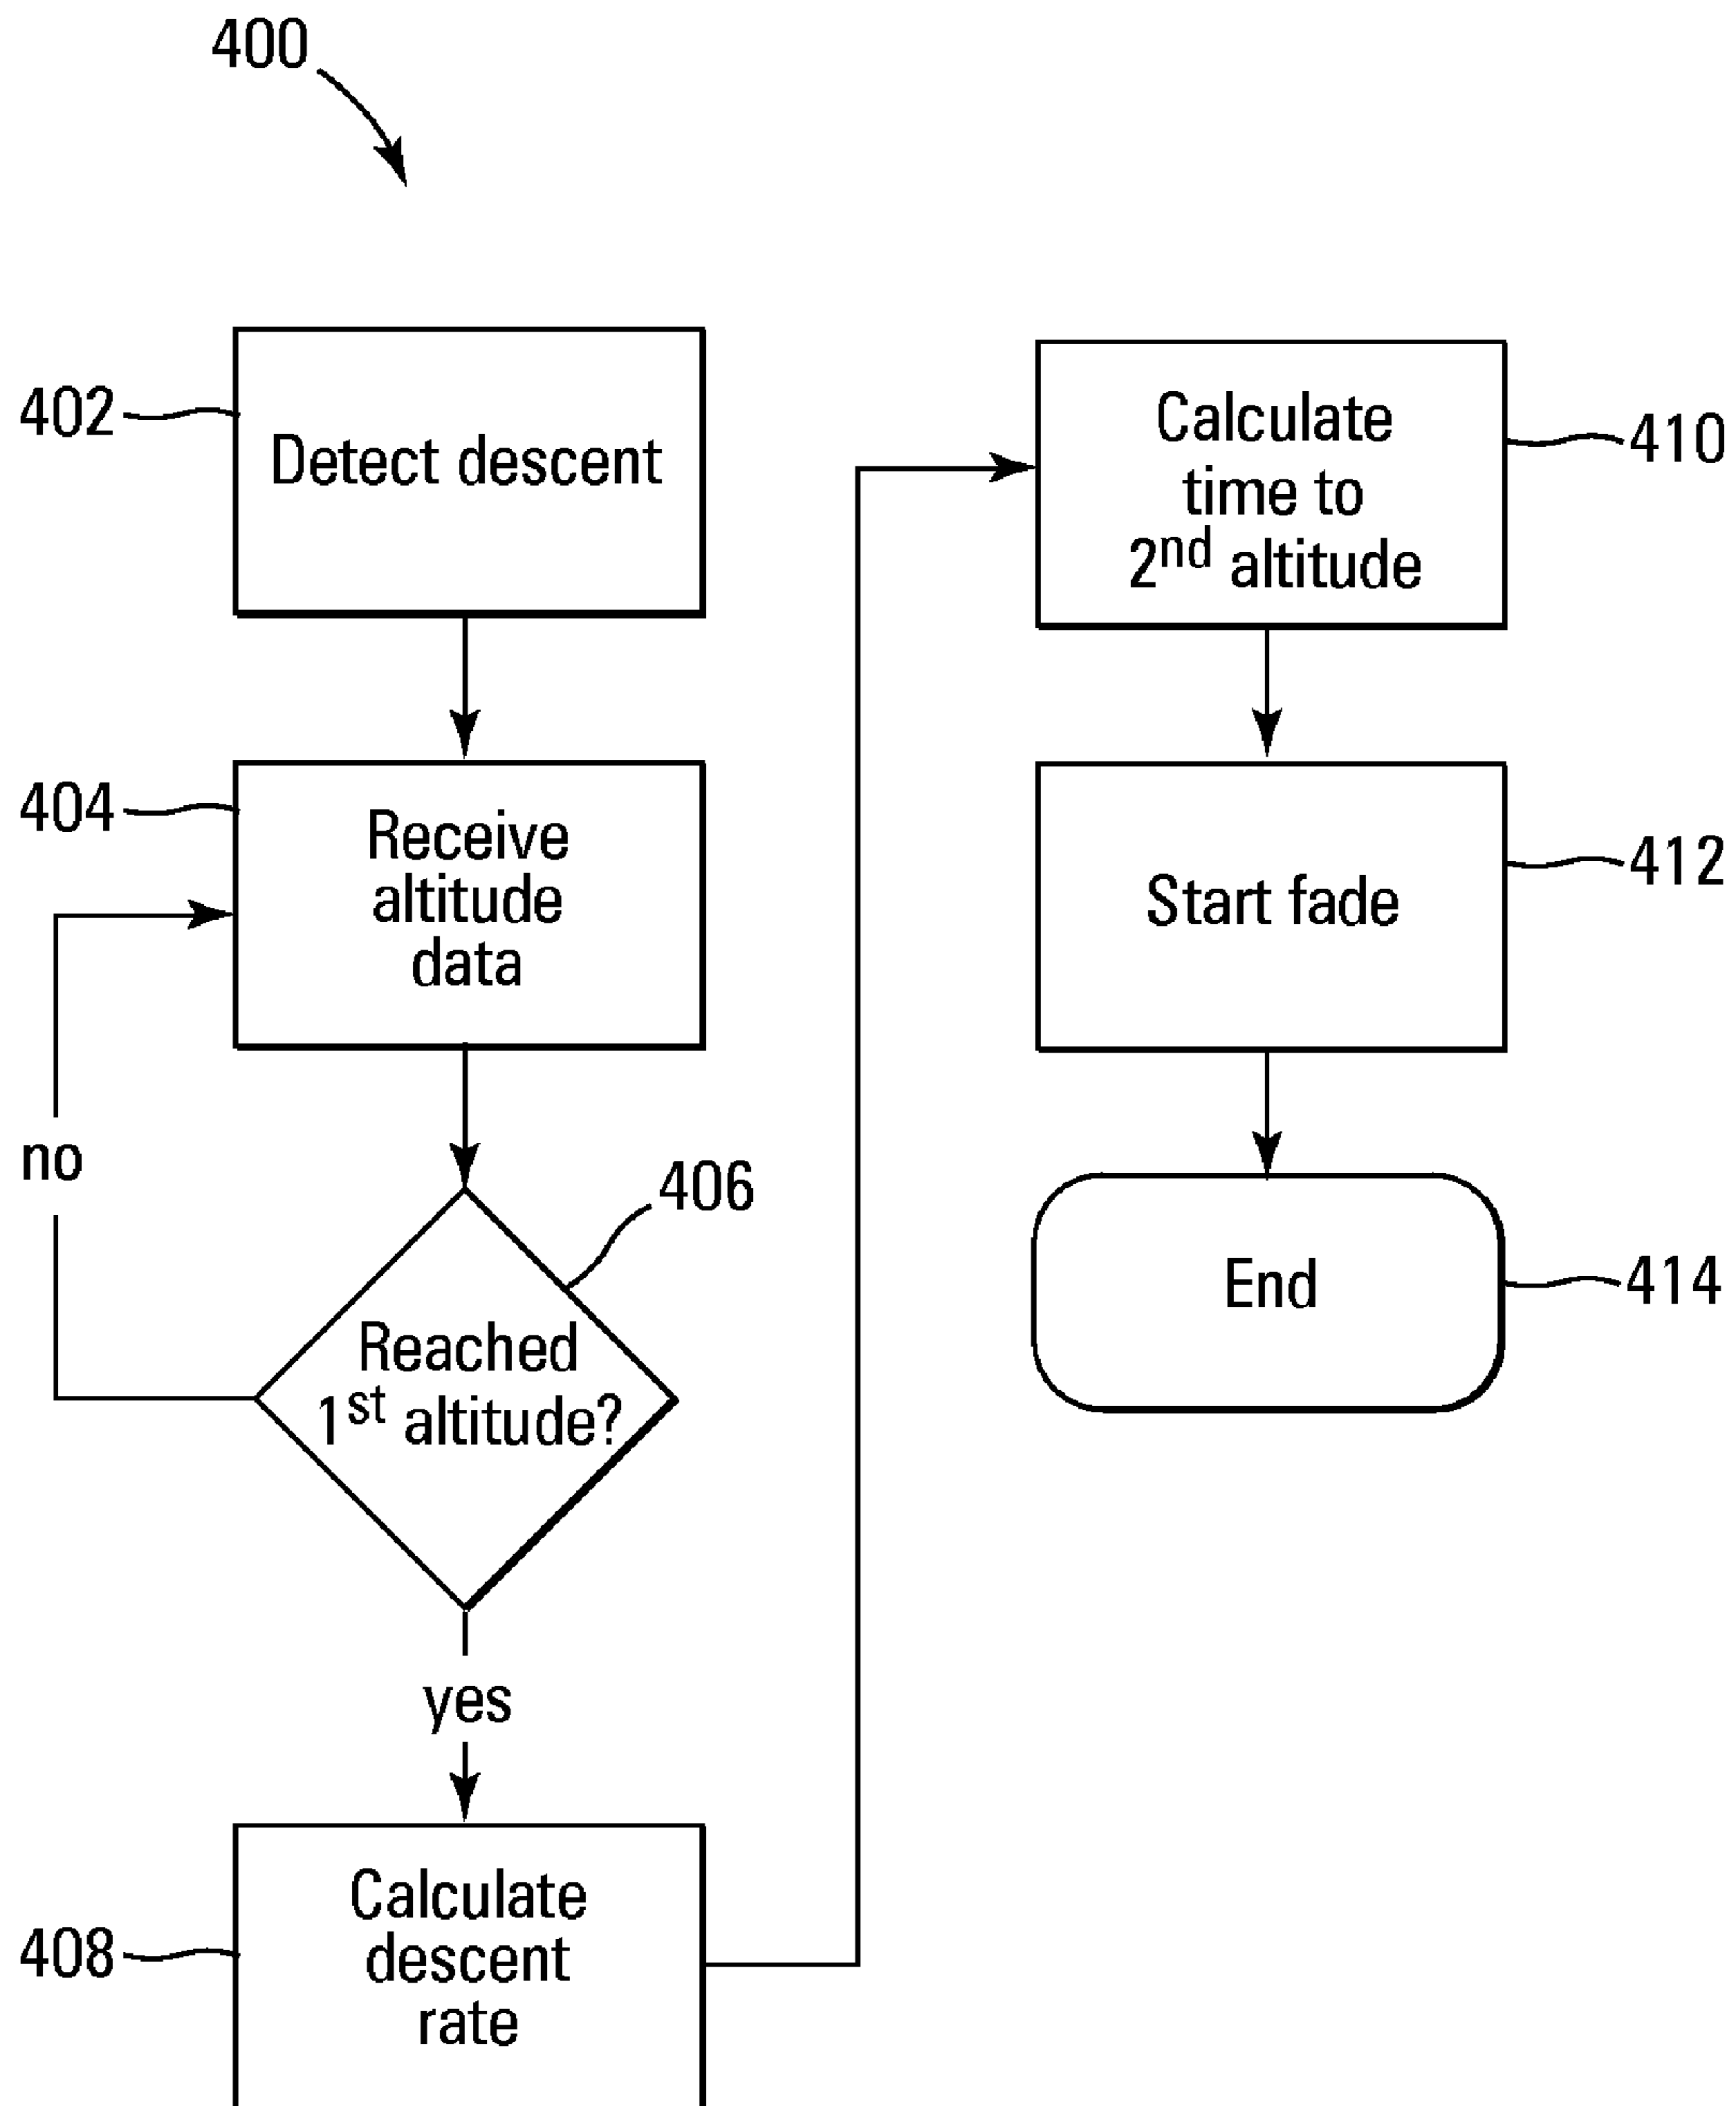 400
402
Detect descent
404
Receive
altitude
data
no
406
Reached
1st altitude?
yes
408
Calculate
descent
rate
Calculate
time to
2nd altitude
410
Start fade
412
End
414